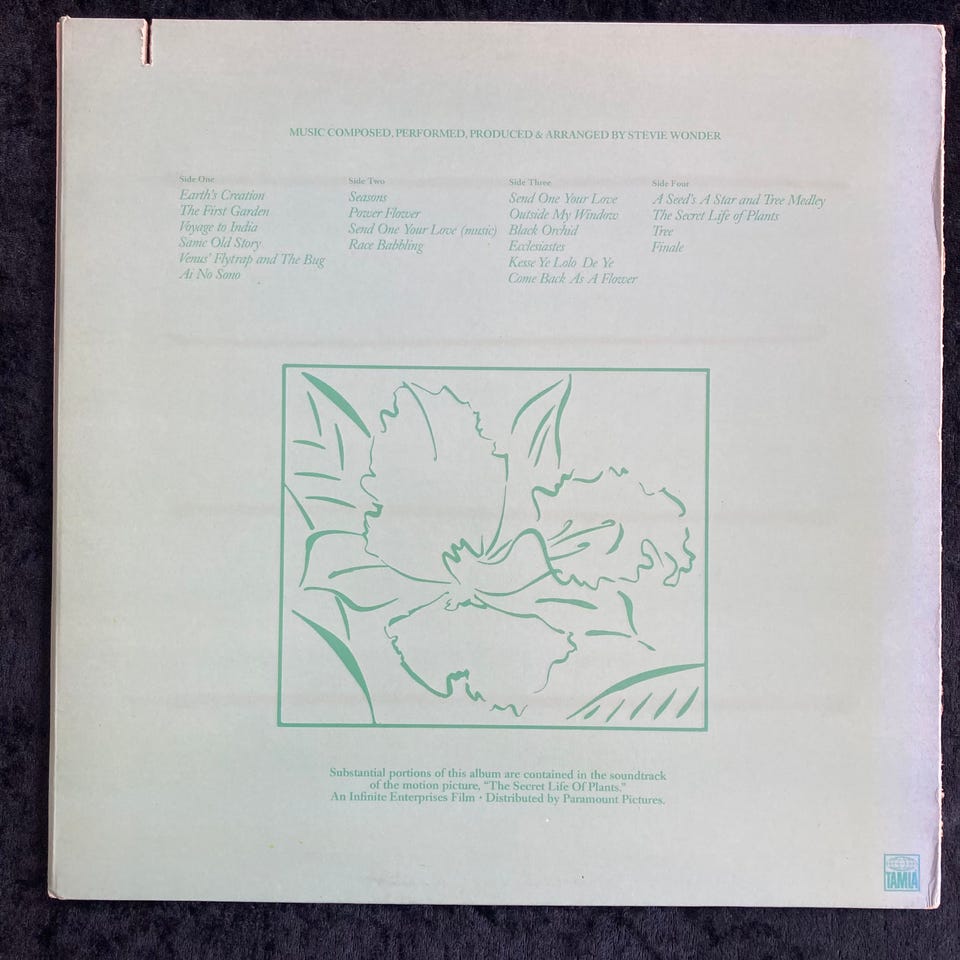 MUSIC COMPOSED, PERFORMED, PRODUCED & ARRANGED BY STEVIE WONDER
Side One
Earth's Creation
The First Garden
Voyage to India
Same Old Story
Venus' Flytrap and The Bug
Ai No Sono
Side Two
Seasons
Power Flower
Send One Your Love (music)
Race Babbling
Side Three
Send One Your Love
Outside My Window
Black Orchid
Ecclesiastes
Kesse Ye Lolo De Ye
Come Back As A Flower
Side Four
A Seed's A Star and Tree Medley
The Secret Life of Plants
Tree
Finale
Substantial portions of this album are contained in the soundtrack
of the motion picture, "The Secret Life Of Plants."
An Infinite Enterprises Film • Distributed by Paramount Pictures.
TAMLA